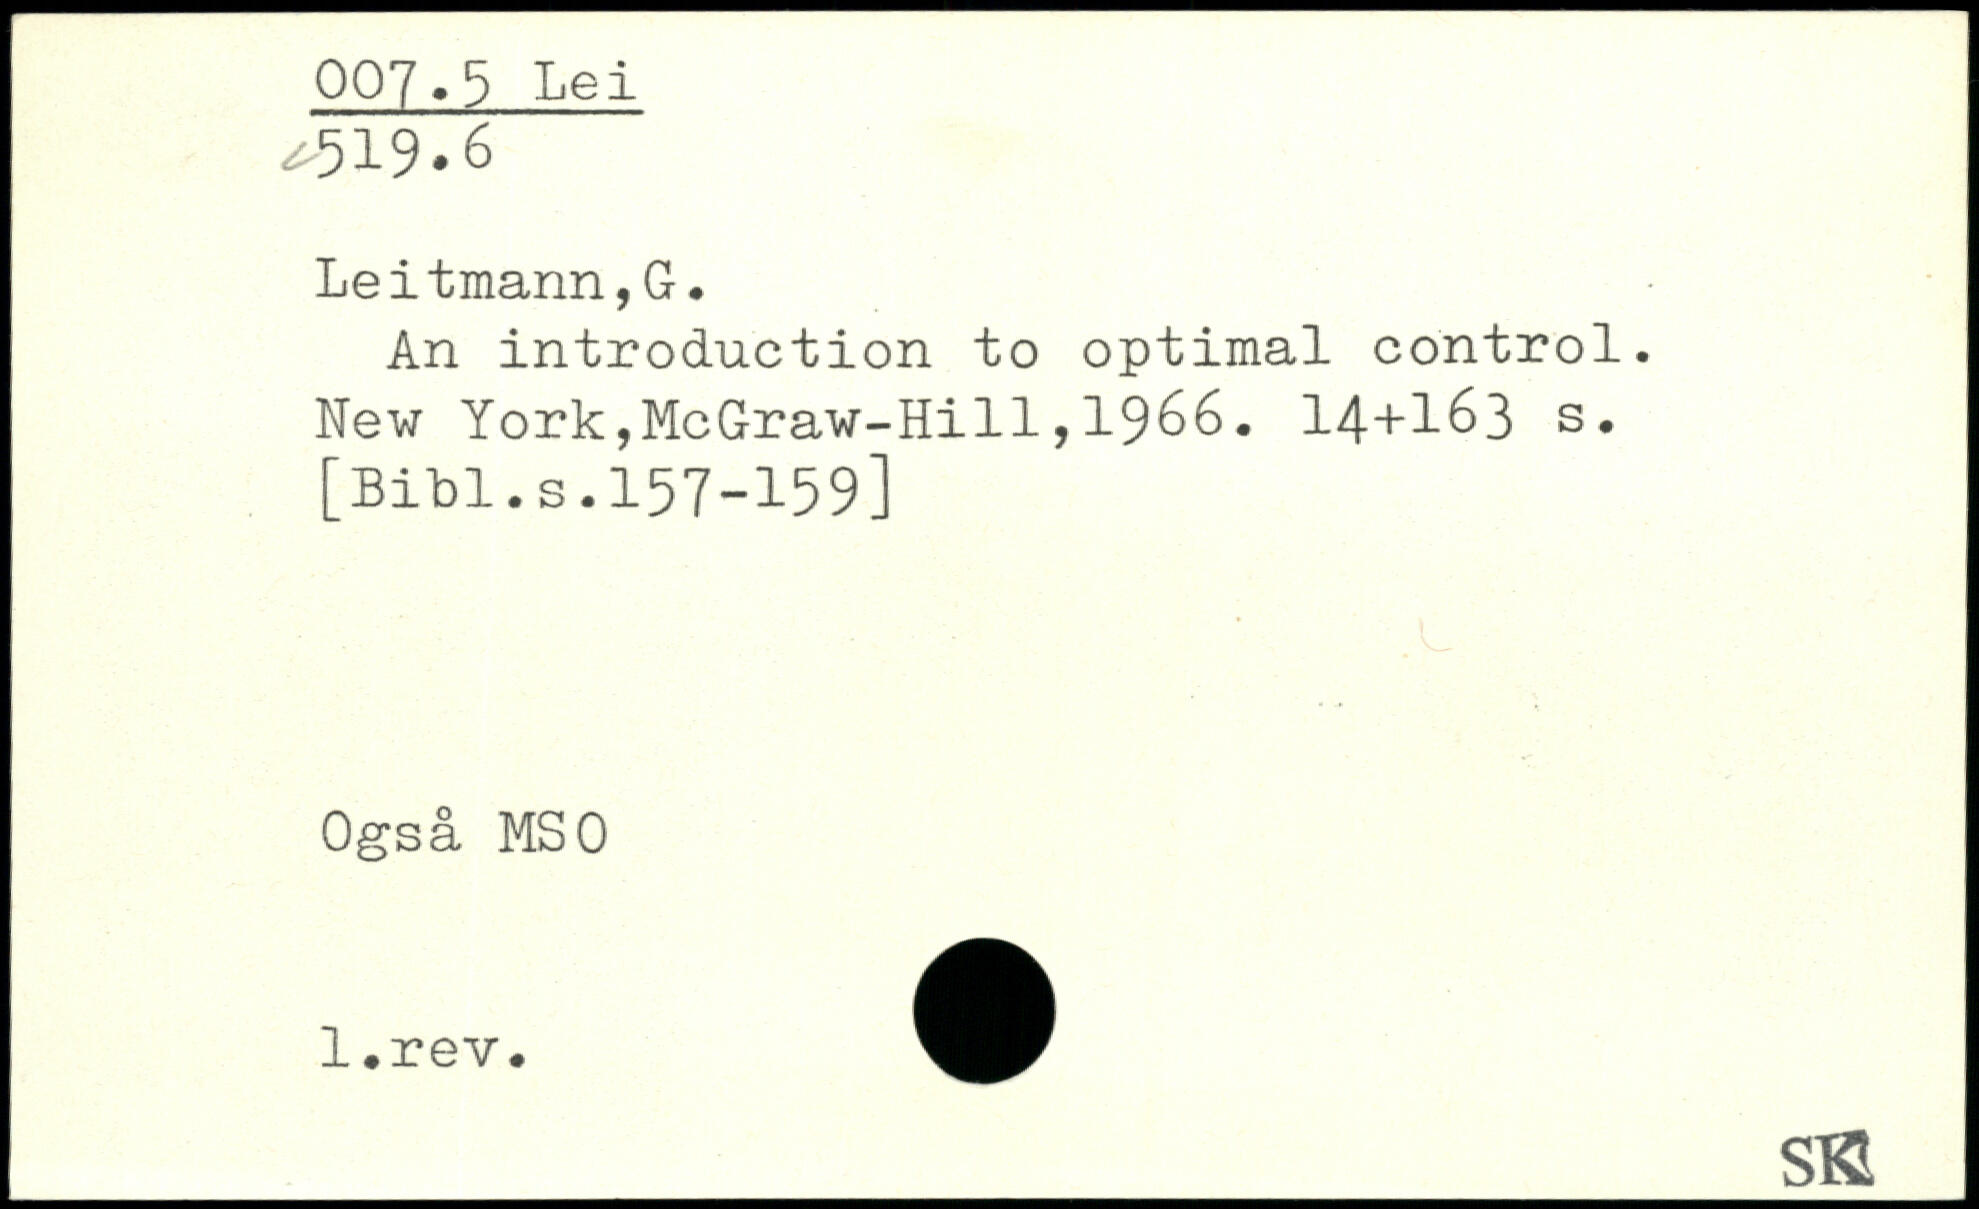 007.5 Lei
519.6
Leitmann,G.
An introduction to optimal control.
New York,McGraw-Hill,1966. 14+163 s.
[Bibl.s.157-159]
Også MSO
1.rev.
SK